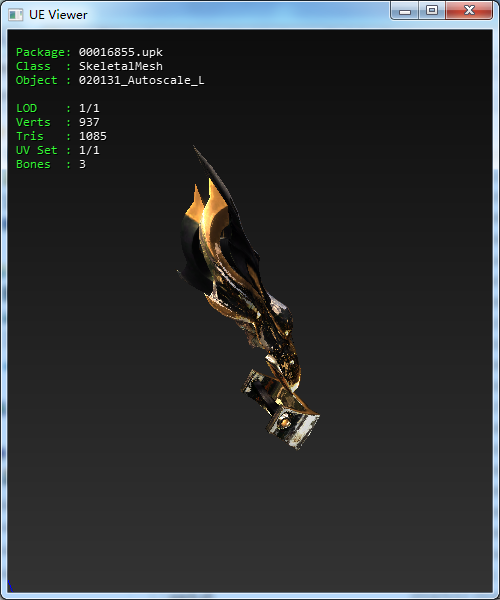 UE Viewer
Package: 00016855.upk
Class  : SkeletalMesh
Object : 020131_Autoscale_L
LOD    : 1/1
Verts  : 937
Tris   : 1085
UV Set : 1/1
Bones  : 3